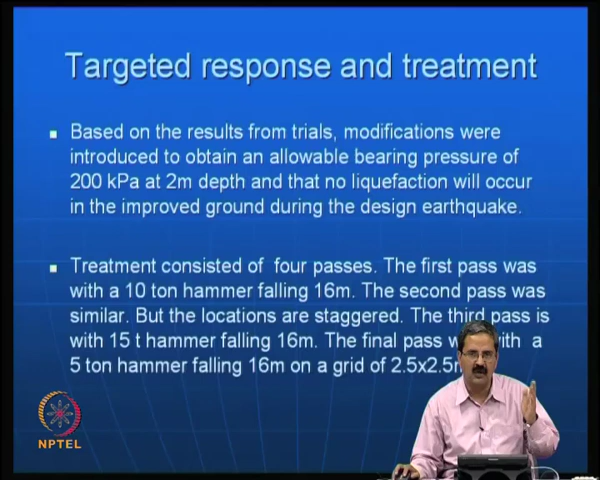 Targeted response and treatment
Based on the results from trials, modifications were
introduced to obtain an allowable bearing pressure of
200 kPa at 2m depth and that no liquefaction will occur
in the improved ground during the design earthquake.
Treatment consisted of four passes. The first pass was
with a 10 ton hammer falling 16m. The second pass was
similar. But the locations are staggered. The third pass is
with 15 t hammer falling 16m. The final pass with a
5 ton hammer falling 16m on a grid of 2.5x2.5
NPTEL